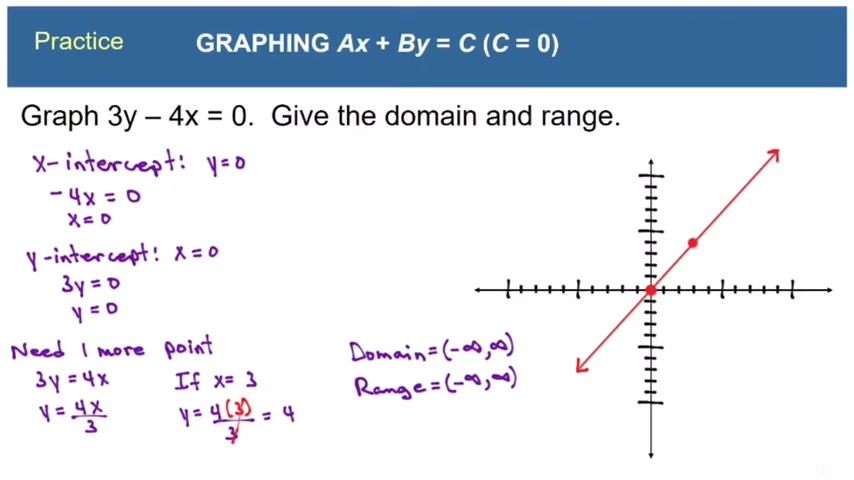 Practice
GRAPHING Ax + By = C (C = 0)
Graph 3y – 4x = 0. Give the domain and range.
x-intercept: y=0
-4x = 0
x=0
y-intercept: x=0
3y=0
y=0
Need 1 more point
3y=4x If x= 3
y=4x/3 y=4(3)/3 = 4
Domain=(-∞,∞)
Range=(-∞,∞)